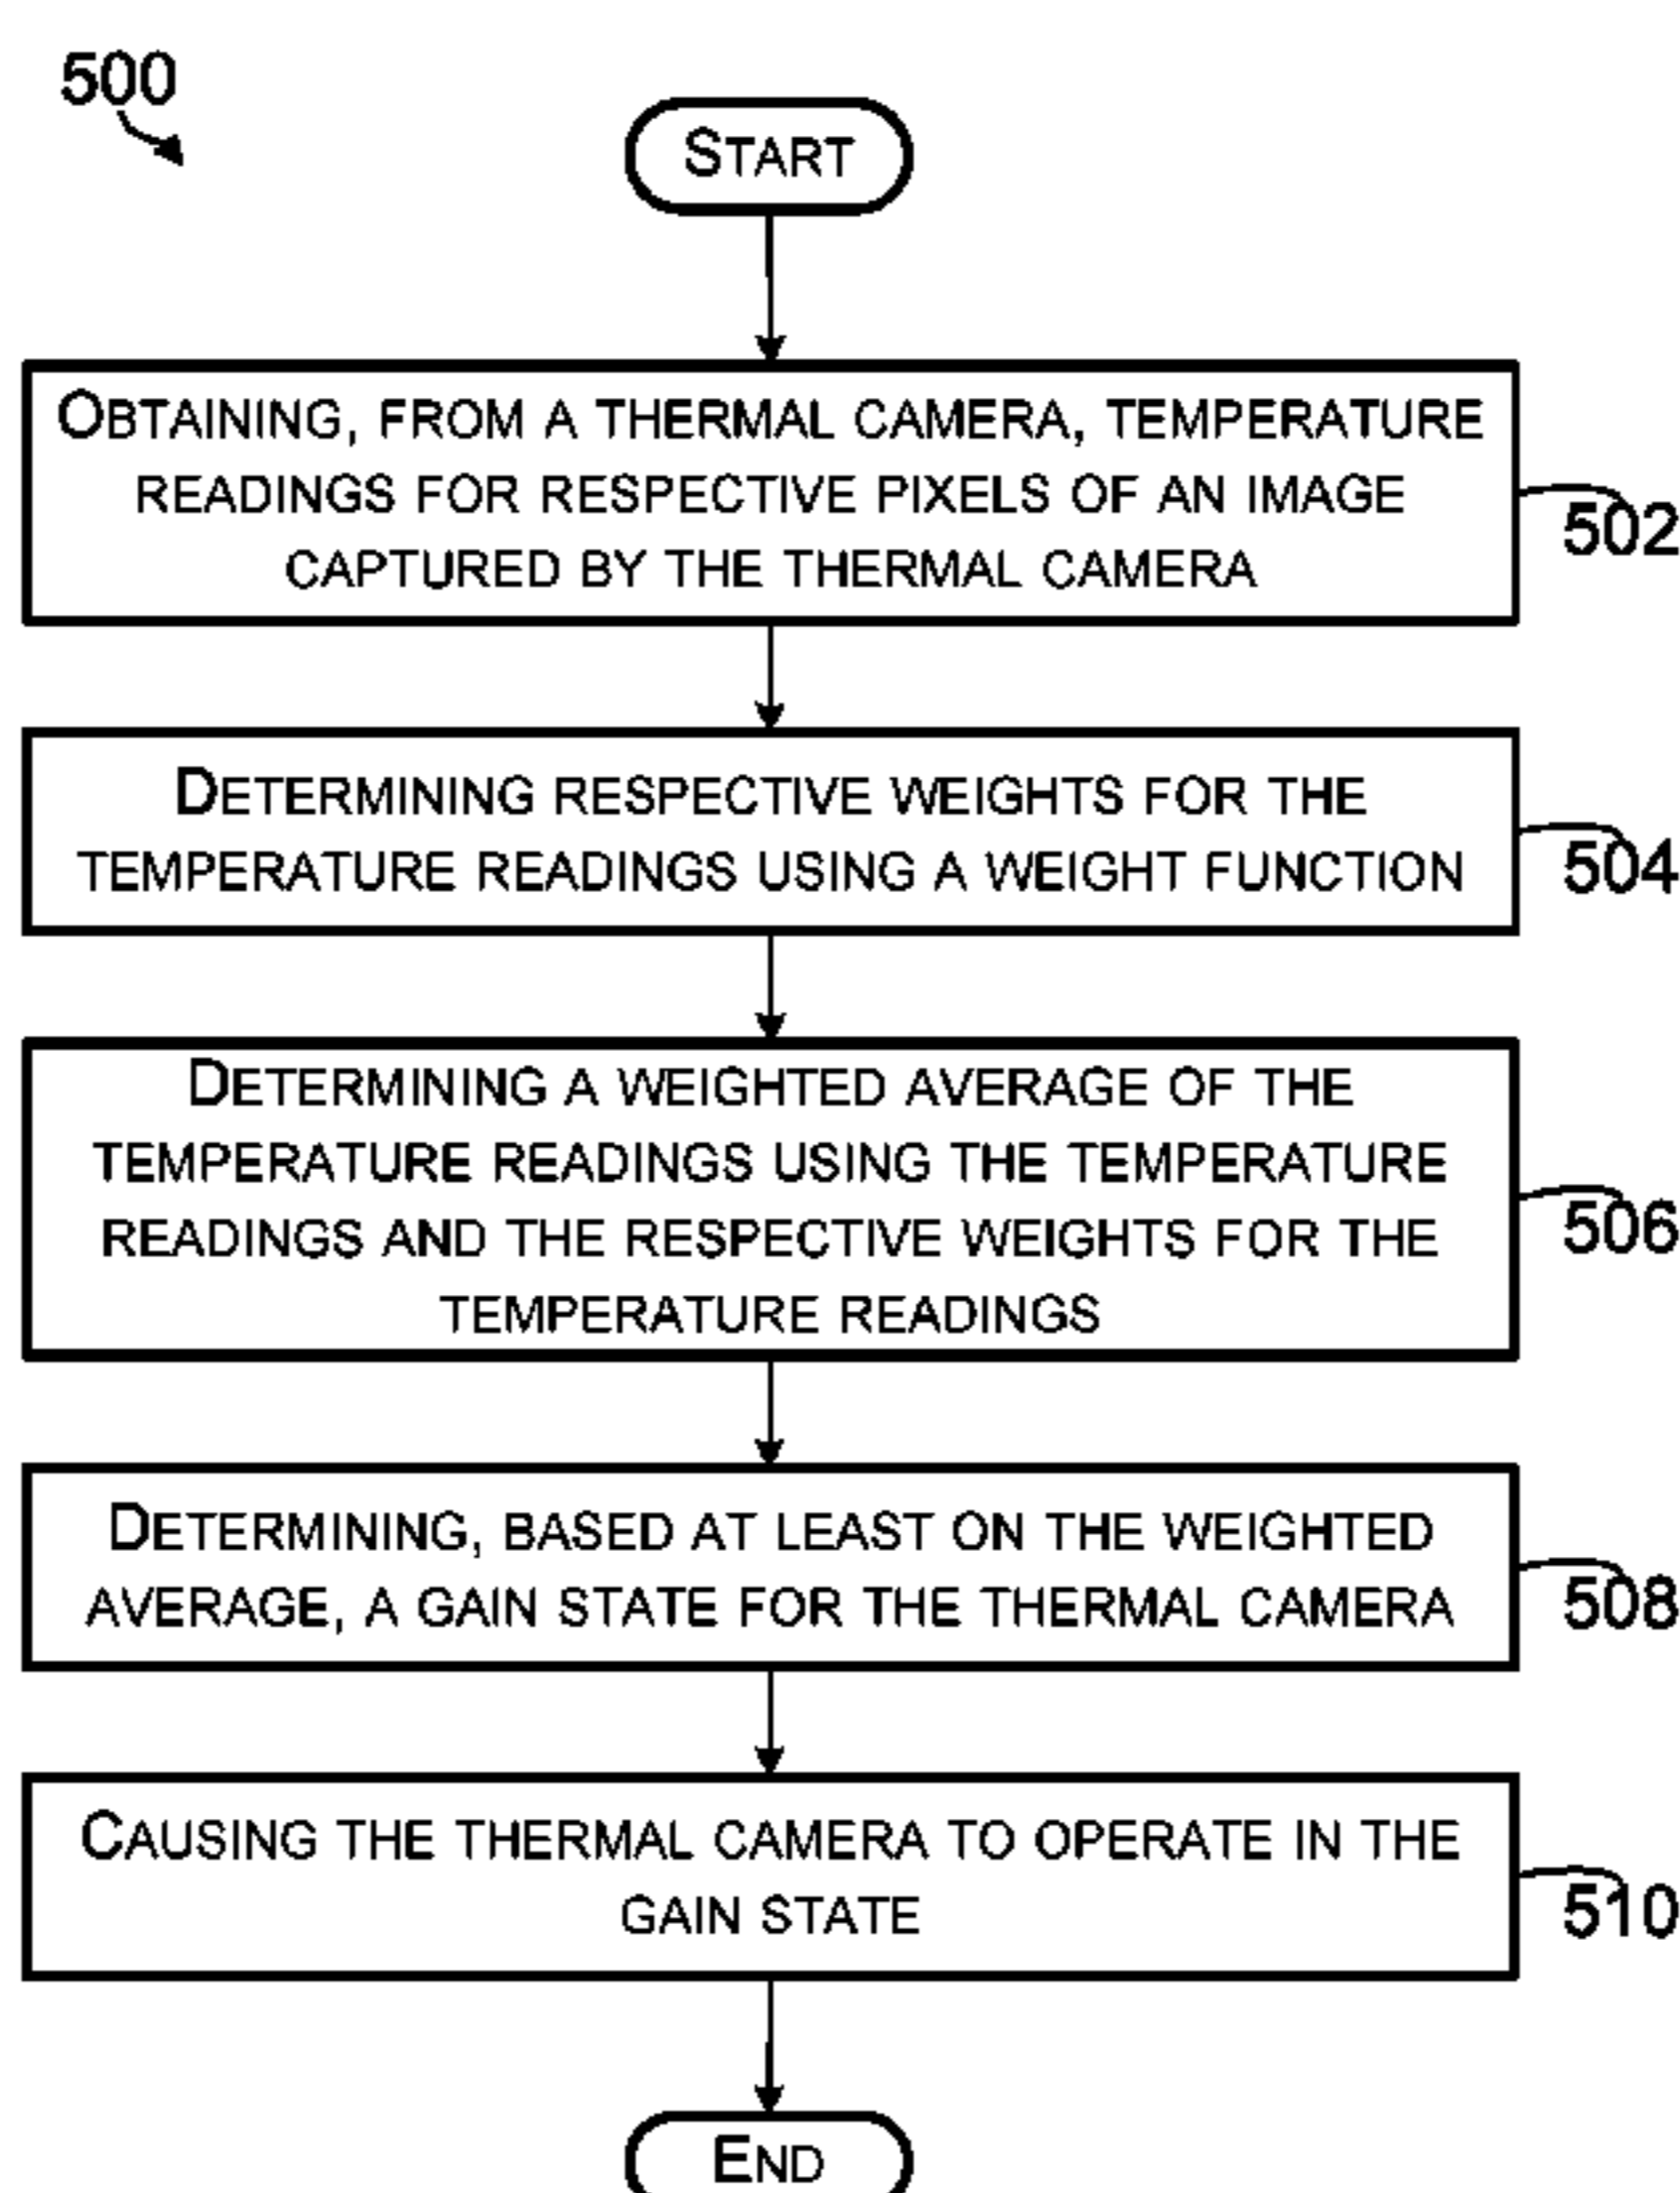 500
START
OBTAINING, FROM A THERMAL CAMERA, TEMPERATURE
READINGS FOR RESPECTIVE PIXELS OF AN IMAGE
CAPTURED BY THE THERMAL CAMERA
502
DETERMINING RESPECTIVE WEIGHTS FOR THE
TEMPERATURE READINGS USING A WEIGHT FUNCTION
504
DETERMINING A WEIGHTED AVERAGE OF THE
TEMPERATURE READINGS USING THE TEMPERATURE
READINGS AND THE RESPECTIVE WEIGHTS FOR THE
TEMPERATURE READINGS
506
DETERMINING, BASED AT LEAST ON THE WEIGHTED
AVERAGE, A GAIN STATE FOR THE THERMAL CAMERA
508
CAUSING THE THERMAL CAMERA TO OPERATE IN THE
GAIN STATE
510
END